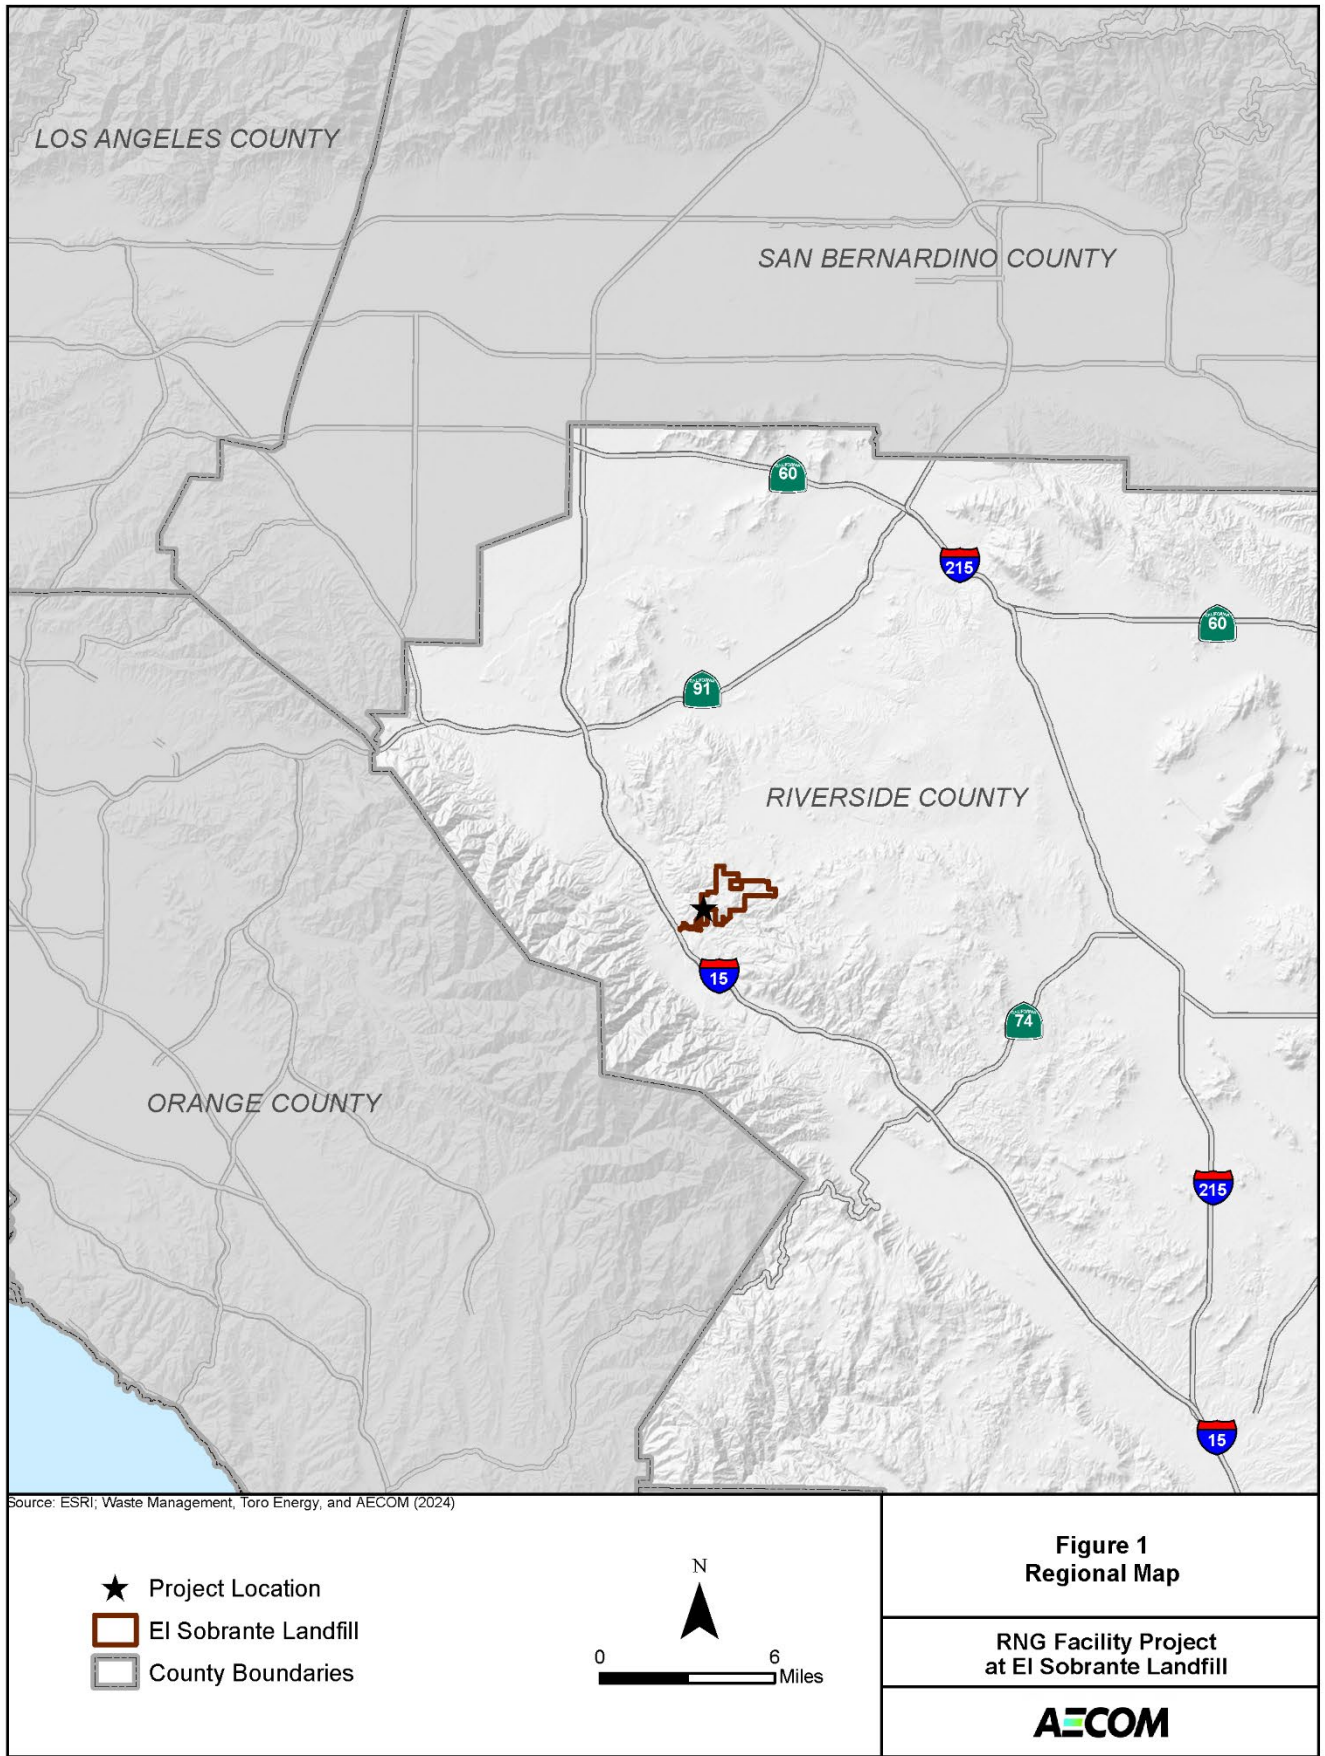 LOS ANGELES COUNTY
SAN BERNARDINO COUNTY
60
215
60
91
RIVERSIDE COUNTY
15
74
ORANGE COUNTY
215
15
Source: ESRI; Waste Management, Toro Energy, and AECOM (2024)
Project Location
El Sobrante Landfill
County Boundaries
N
0 6
Miles
Figure 1
Regional Map
RNG Facility Project
at El Sobrante Landfill
AECOM